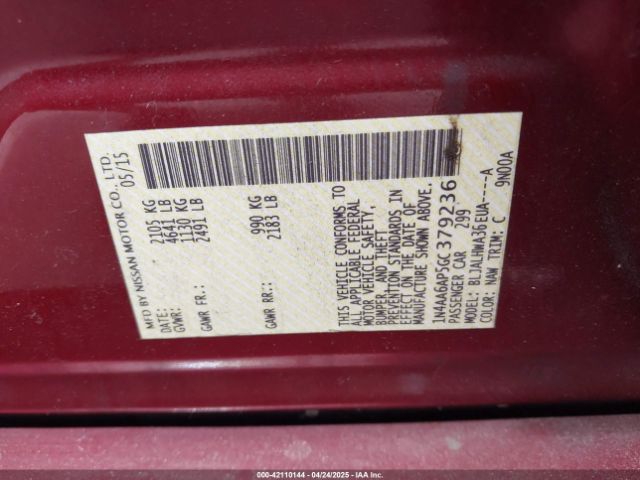 MFD BY NISSAN MOTOR CO., LTD.
DATE: 05/15
GVWR: 2105 KG
4641 LB
GAWR FR.: 1130 KG
2491 LB
GAWR RR.: 990 KG
2183 LB
THIS VEHICLE CONFORMS TO
ALL APPLICABLE FEDERAL
MOTOR VEHICLE SAFETY,
BUMPER, AND THEFT
PREVENTION STANDARDS IN
EFFECT ON THE DATE OF
MANUFACTURE SHOWN ABOVE.
1N4AAGAP5GC379236
PASSENGER CAR 299
MODEL: BL1ALHWA36EUA----A
COLOR: NAW TRIM: C 9N00A
000-42110144 - 04/24/2025 - IAA, Inc.